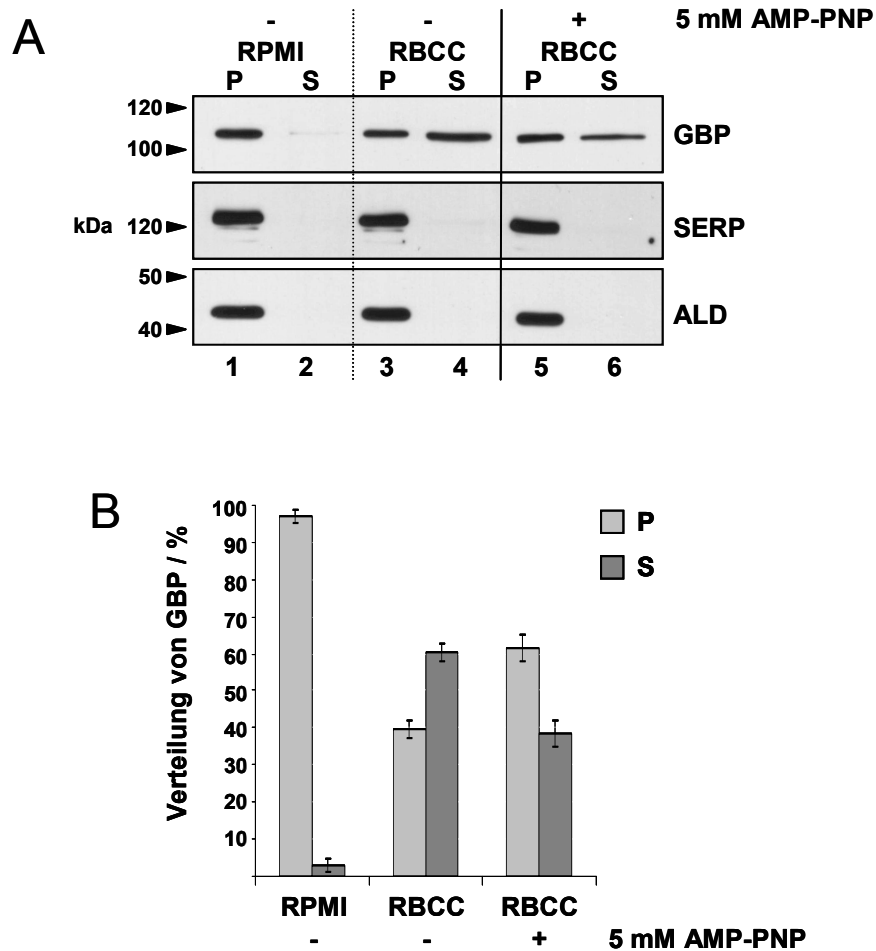 A
- - + 5 mM AMP-PNP
RPMI RBCC RBCC
P S P S P S
120
100
GBP
kDa 120
SERP
50
40
ALD
1 2 3 4 5 6
B
Verteilung von GBP / %
100
90
80
70
60
50
40
30
20
10
P
S
RPMI RBCC RBCC
- - + 5 mM AMP-PNP